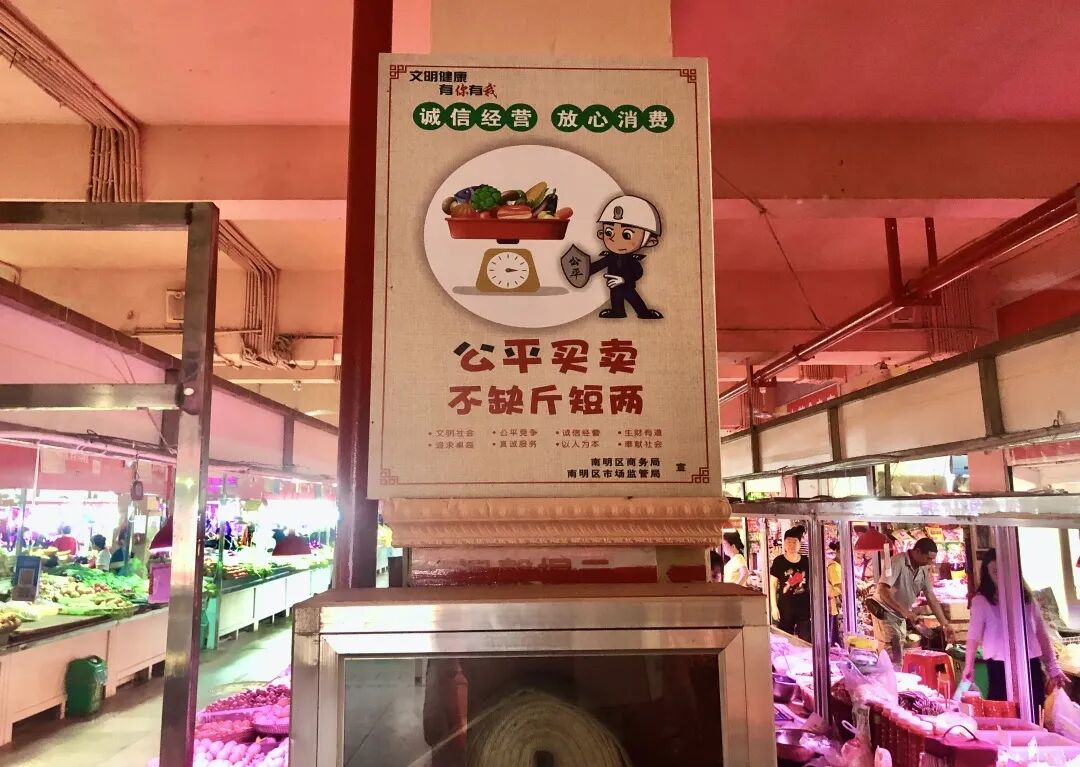 文明健康
有你有我
诚信经营 放心消费
公平
公平买卖
不缺斤短两
•文明社会 •公平竞争 •诚信经营 •生财有道
•追求卓越 •真诚服务 •以人为本 •奉献社会
南明区商务局
南明区市场监管局 宣